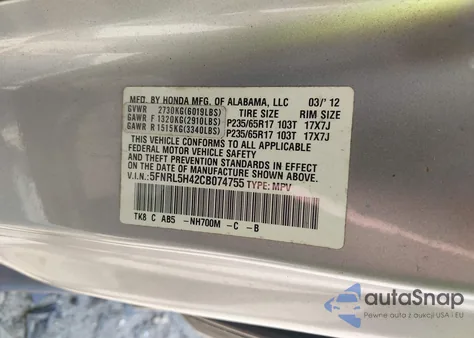 MFD. BY HONDA MFG. OF ALABAMA, LLC 03/'12
GVWR 2730KG(6019LBS) TIRE SIZE RIM SIZE
GAWR F 1320KG(2910LBS) P235/65R17 103T 17X7J
GAWR R 1515KG(3340LBS) P235/65R17 103T 17X7J
THIS VEHICLE CONFORMS TO ALL APPLICABLE
FEDERAL MOTOR VEHICLE SAFETY, BUMPER,
AND THEFT PREVENTION STANDARDS IN EFFECT
ON THE DATE OF MANUFACTURE SHOWN ABOVE.
V.I.N.: 5FNRL5H42CB074755 TYPE: MPV
TK8 C AB5 -NH700M -C -B
autoSnap
Pewne auta z aukcji USA i EU